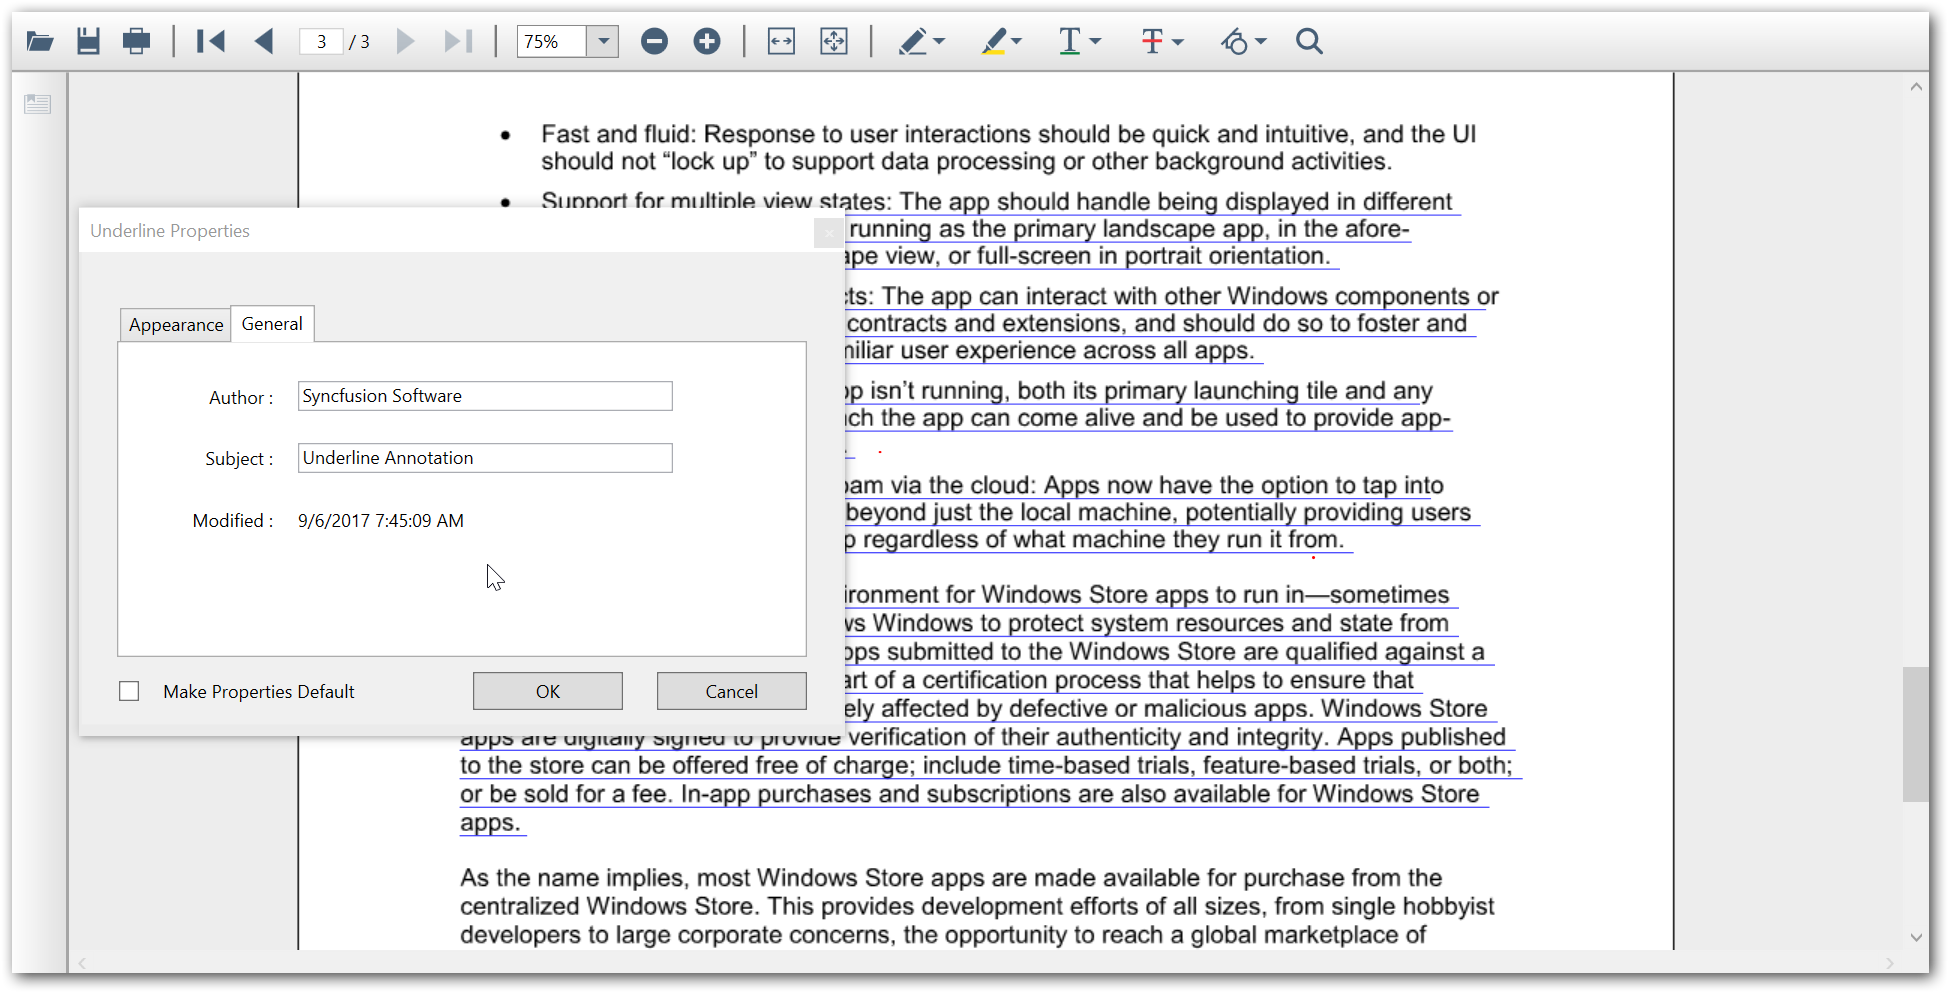 3 / 3
75%
T
T
Fast and fluid: Response to user interactions should be quick and intuitive, and the UI
should not “lock up” to support data processing or other background activities.
Support for multiple view states: The app should handle being displayed in different
running as the primary landscape app, in the afore-
view, or full-screen in portrait orientation.
The app can interact with other Windows components or
contracts and extensions, and should do so to foster and
user experience across all apps.
isn’t running, both its primary launching tile and any
the app can come alive and be used to provide app-
via the cloud: Apps now have the option to tap into
beyond just the local machine, potentially providing users
regardless of what machine they run it from.
for Windows Store apps to run in—sometimes
Windows to protect system resources and state from
submitted to the Windows Store are qualified against a
of a certification process that helps to ensure that
affected by defective or malicious apps. Windows Store
apps are digitally signed to provide verification of their authenticity and integrity. Apps published
to the store can be offered free of charge; include time-based trials, feature-based trials, or both;
or be sold for a fee. In-app purchases and subscriptions are also available for Windows Store
apps.
As the name implies, most Windows Store apps are made available for purchase from the
centralized Windows Store. This provides development efforts of all sizes, from single hobbyist
developers to large corporate concerns, the opportunity to reach a global marketplace of
Underline Properties
Appearance General
Author : Syncfusion Software
Subject : Underline Annotation
Modified : 9/6/2017 7:45:09 AM
Make Properties Default OK Cancel